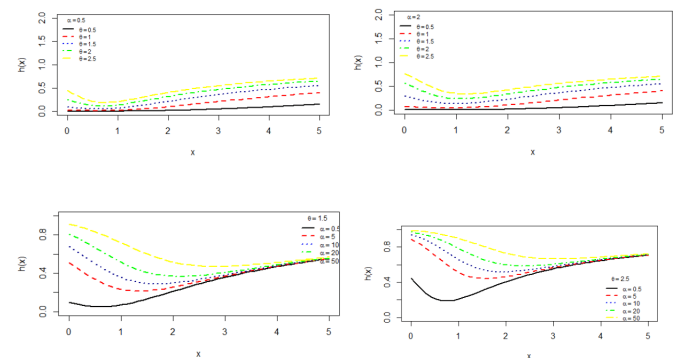 α = 0.5
θ = 0.5
θ = 1
θ = 1.5
θ = 2
θ = 2.5
h(x)
0.0 0.5 1.0 1.5 2.0
0 1 2 3 4 5
x
α = 2
θ = 0.5
θ = 1
θ = 1.5
θ = 2
θ = 2.5
h(x)
0.0 0.5 1.0 1.5 2.0
0 1 2 3 4 5
x
θ = 1.5
α = 0.5
α = 5
α = 10
α = 20
α = 50
h(x)
0.0 0.4 0.8
0 1 2 3 4 5
x
θ = 2.5
α = 0.5
α = 5
α = 10
α = 20
α = 50
h(x)
0.0 0.4 0.8
0 1 2 3 4 5
x